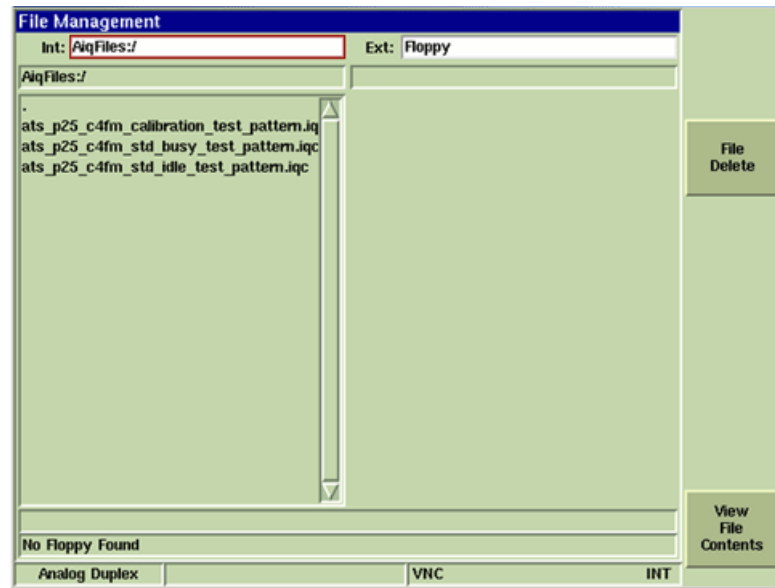 File Management
Int: AiqFiles:/ Ext: Floppy
AiqFiles:/
.
ats_p25_c4fm_calibration_test_pattern.iq
ats_p25_c4fm_std_busy_test_pattern.iqc
ats_p25_c4fm_std_idle_test_pattern.iqc
File
Delete
View
File
Contents
No Floppy Found
Analog Duplex VNC INT